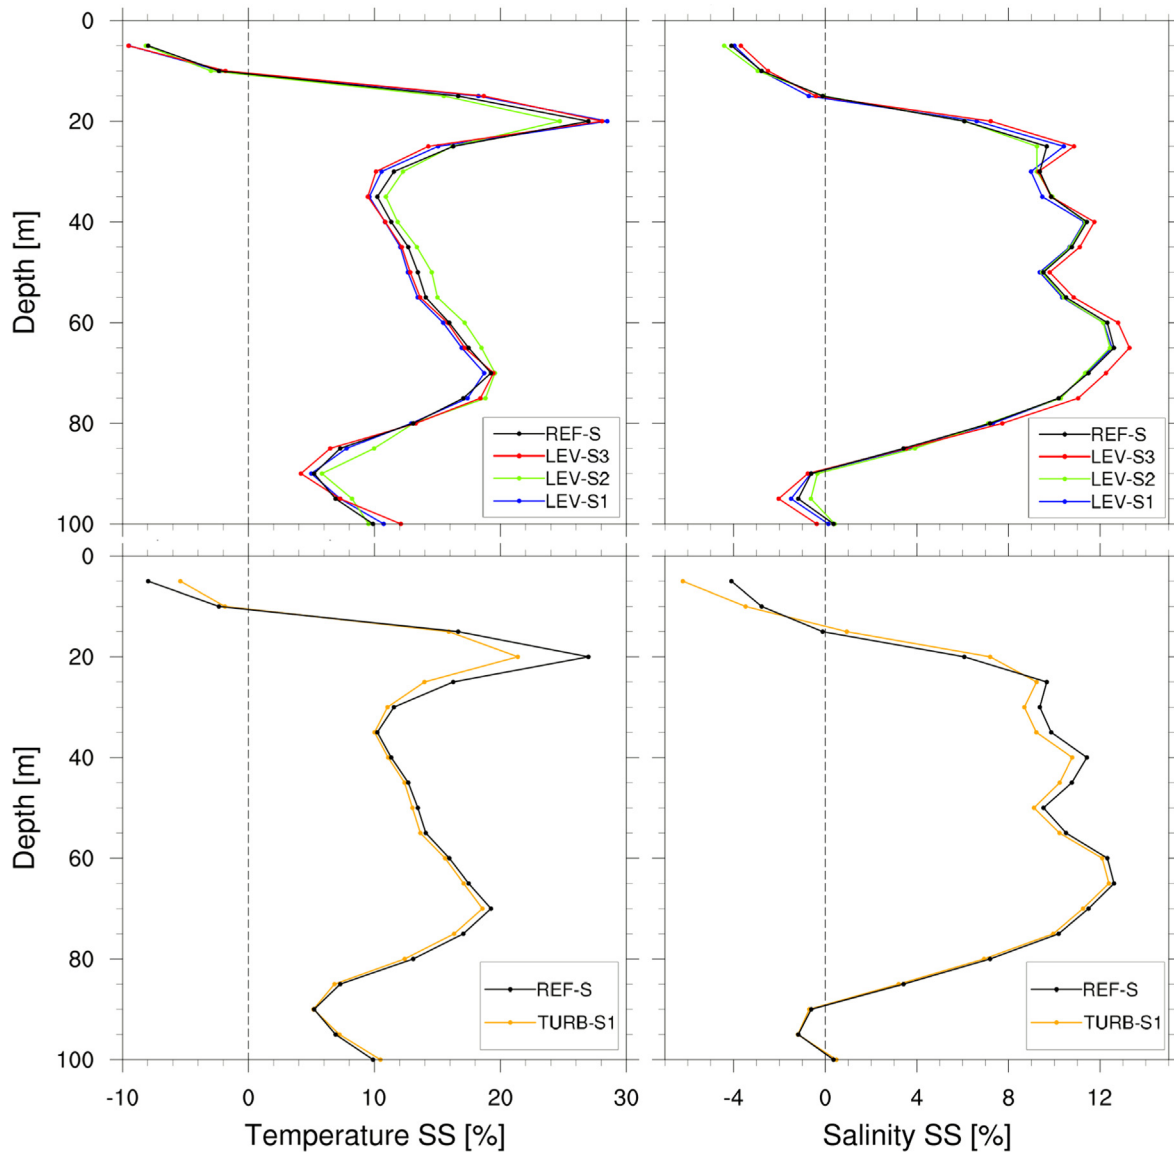 0
20
40
60
80
100
Depth [m]
REF-S
LEV-S3
LEV-S2
LEV-S1
REF-S
LEV-S3
LEV-S2
LEV-S1
0
20
40
60
80
100
Depth [m]
REF-S
TURB-S1
REF-S
TURB-S1
-10 0 10 20 30
-4 0 4 8 12
Temperature SS [%]
Salinity SS [%]